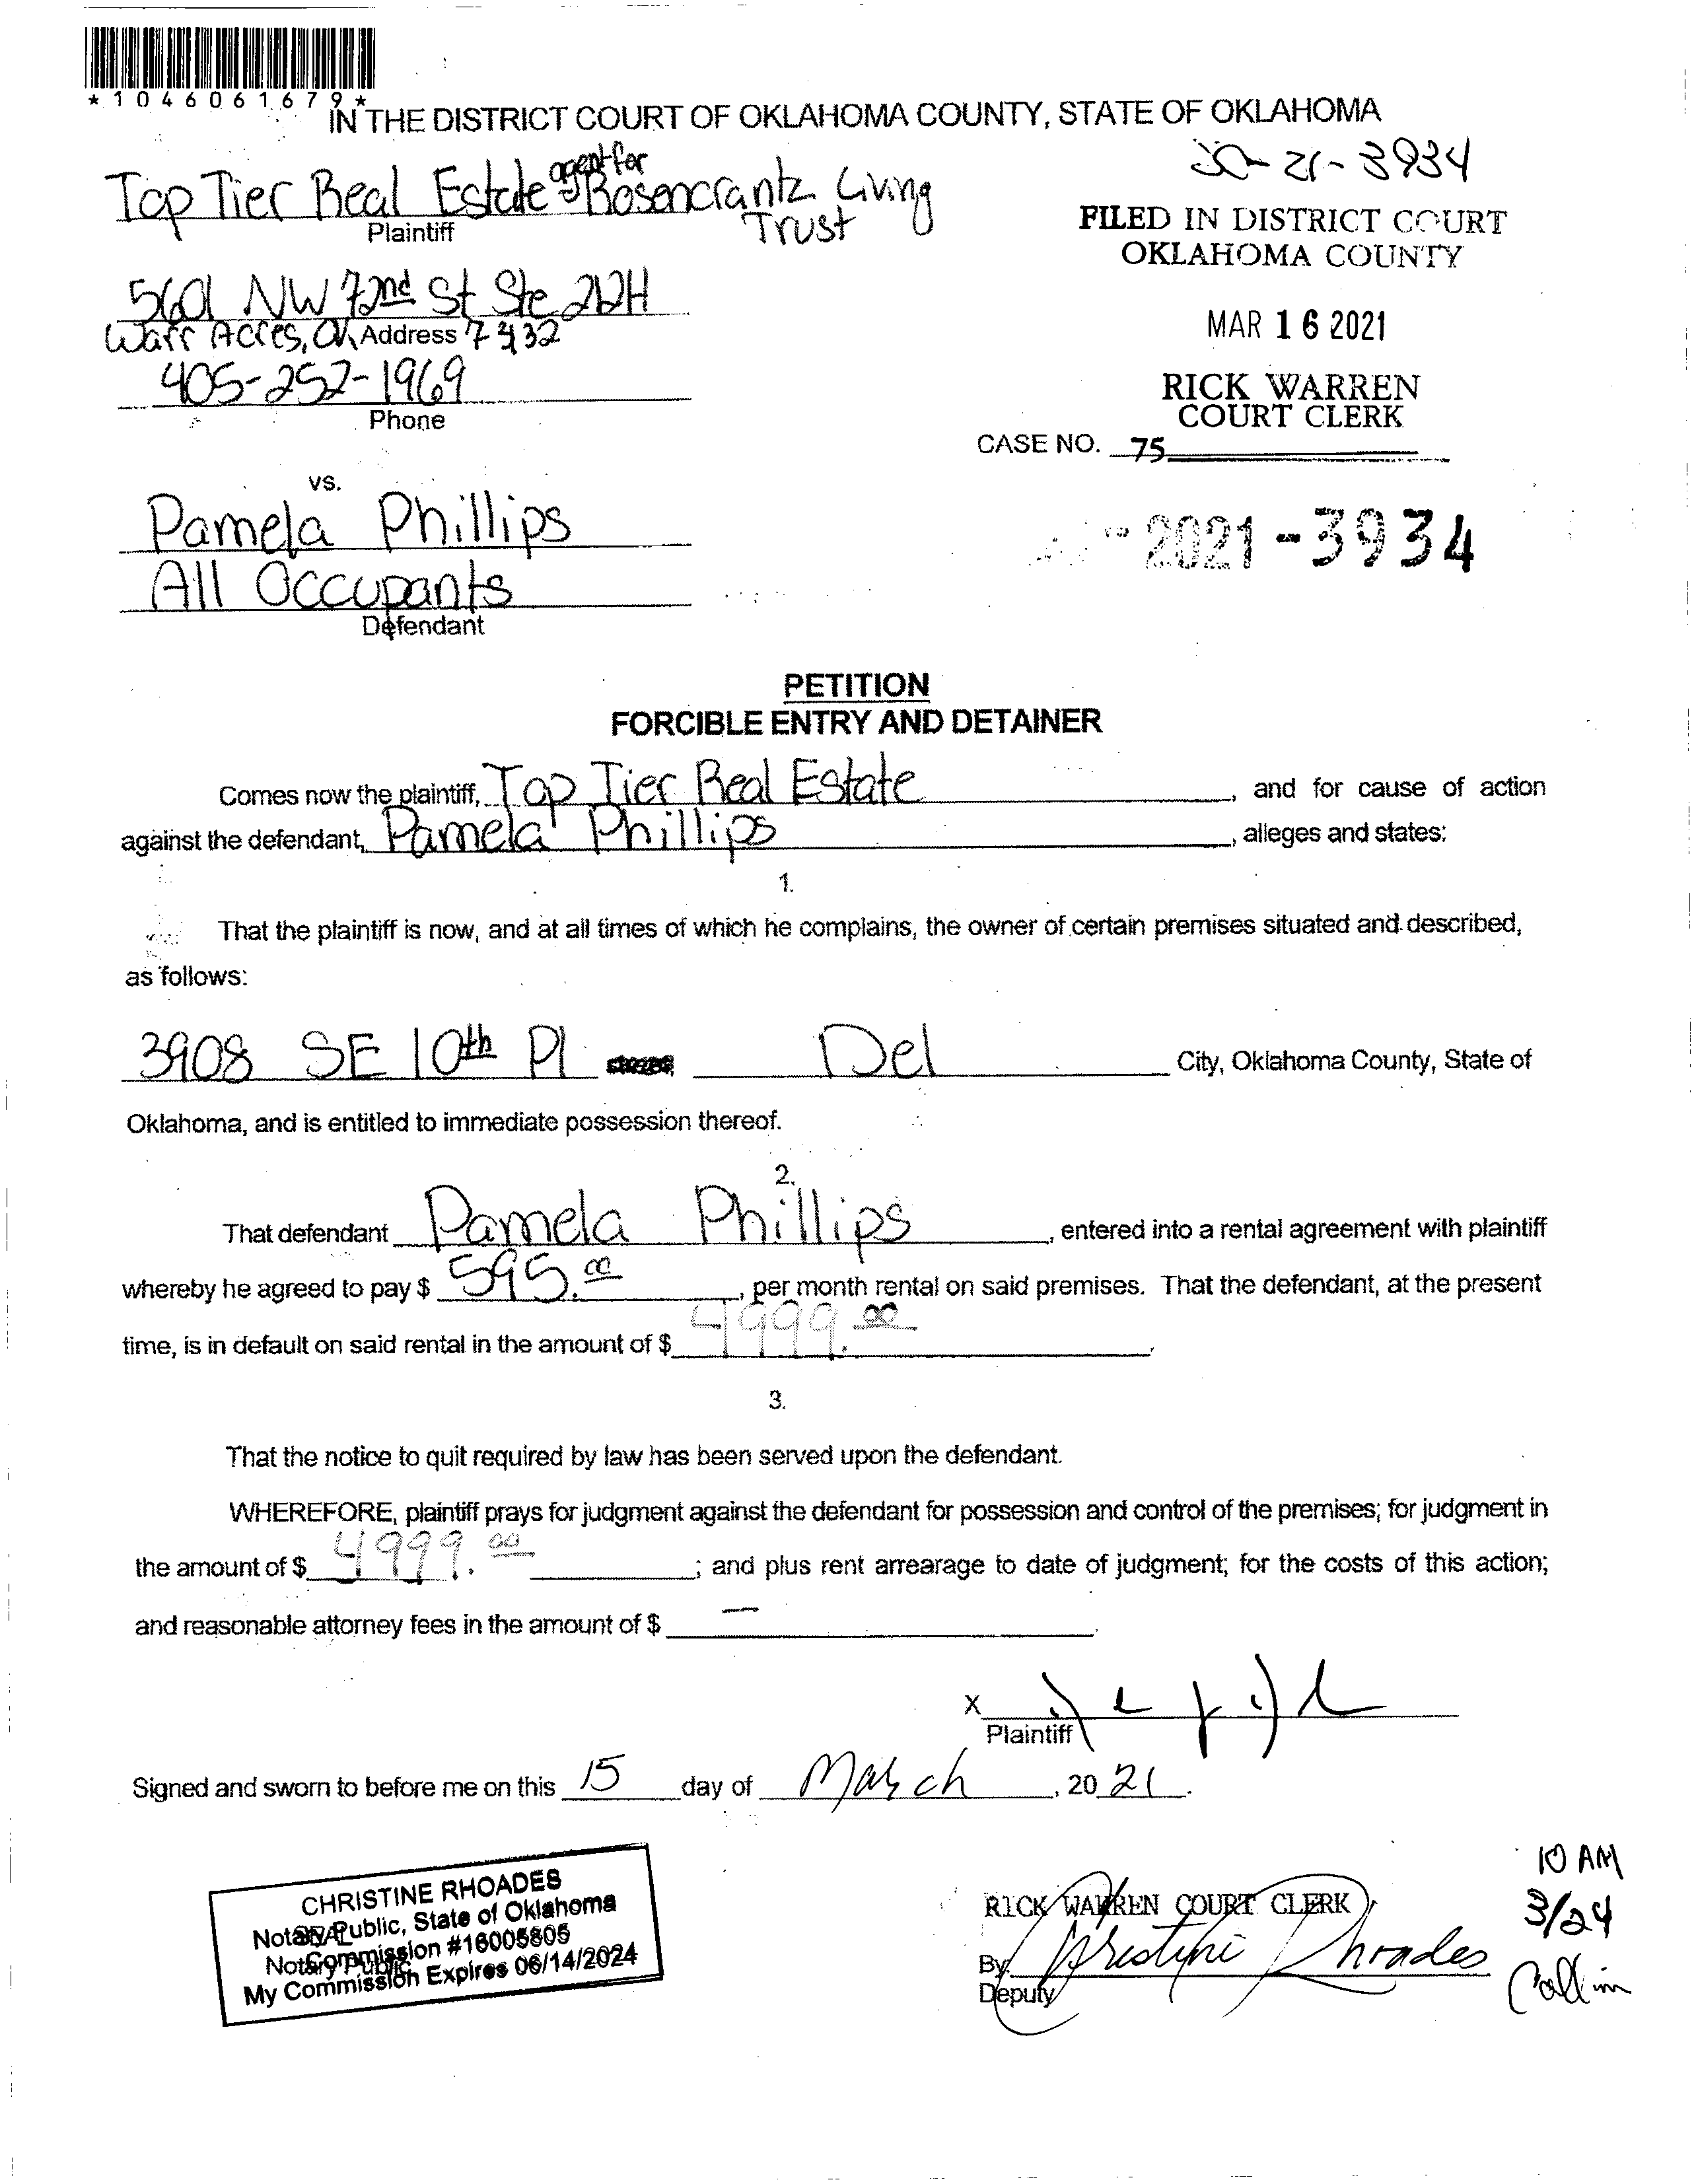 *1046061679*
IN THE DISTRICT COURT OF OKLAHOMA COUNTY, STATE OF OKLAHOMA
Top Tier Real Estate agent for Rosencrantz Living
Trust
Plaintiff
21-3934
FILED IN DISTRICT COURT
OKLAHOMA COUNTY
5601 NW 72nd St Ste 212H
Warr Acres, Ok Address 7 32
MAR 16 2021
405-252-1969
Phone
RICK WARREN
COURT CLERK
CASE NO. 75
vs.
Pamela Phillips
2021-3934
All Occupants
Defendant
PETITION
FORCIBLE ENTRY AND DETAINER
Comes now the plaintiff, Top Tier Real Estate, and for cause of action
against the defendant, Pamela Phillips, alleges and states:
1.
That the plaintiff is now, and at all times of which he complains, the owner of certain premises situated and described,
as follows:
3908 SE 10th Pl Del City, Oklahoma County, State of
Oklahoma, and is entitled to immediate possession thereof.
2.
That defendant Pamela Phillips, entered into a rental agreement with plaintiff
whereby he agreed to pay $ 595.00, per month rental on said premises. That the defendant, at the present
time, is in default on said rental in the amount of $ 4999.00.
3.
That the notice to quit required by law has been served upon the defendant.
WHEREFORE, plaintiff prays for judgment against the defendant for possession and control of the premises; for judgment in
the amount of $ 4999.00; and plus rent arrearage to date of judgment; for the costs of this action;
and reasonable attorney fees in the amount of $ —
X
Plaintiff
Signed and sworn to before me on this 15 day of March, 2021.
CHRISTINE RHOADES
Notary Public, State of Oklahoma
Commission #16005805
My Commission Expires 06/14/2024
SEAL
Notary Public
RICK WARREN COURT CLERK
By Christine Rhoades
Deputy
10 AM
3/24